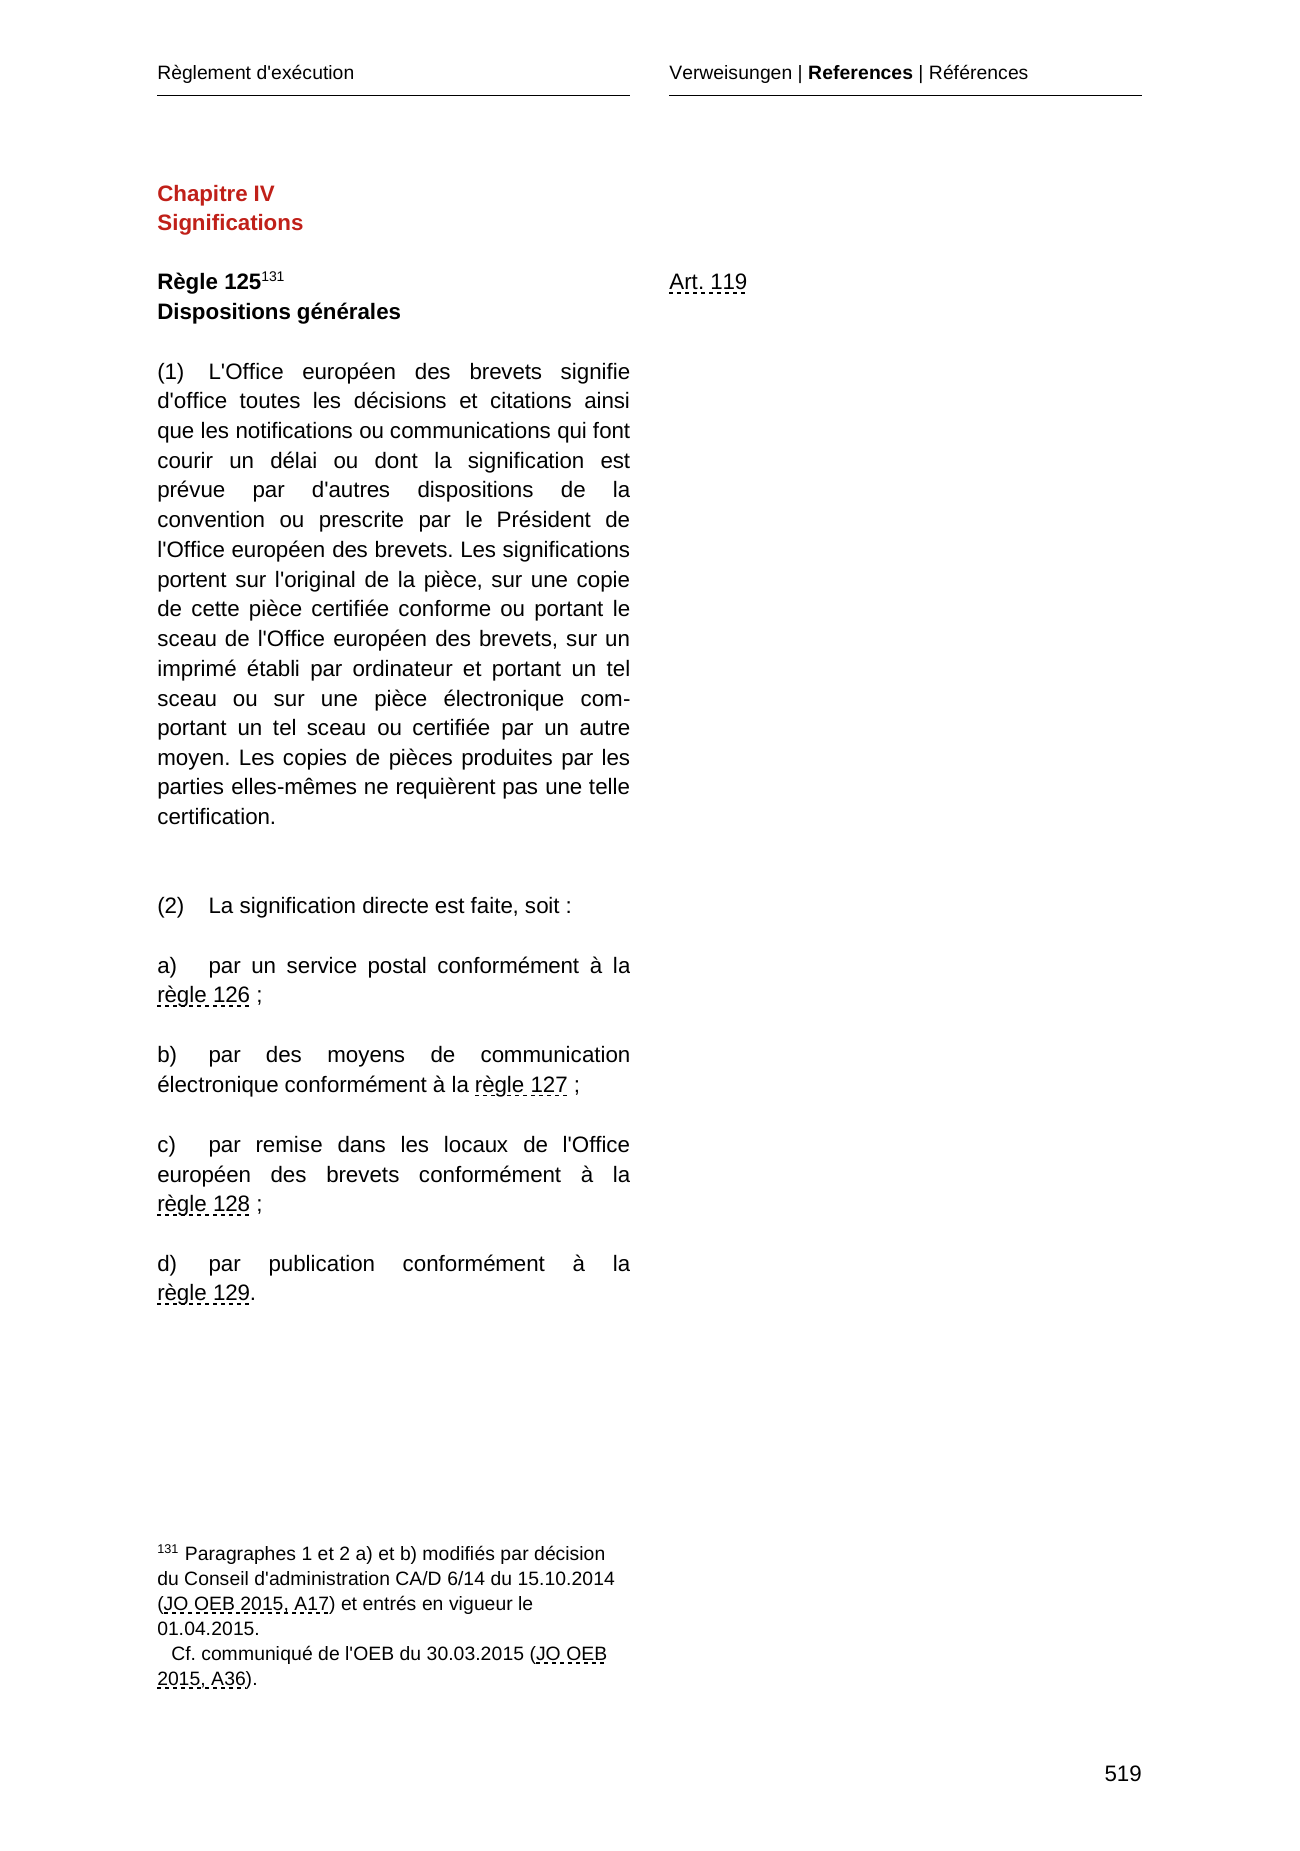 Règlement d'exécution
Verweisungen | References | Références
Chapitre IV
Significations
Règle 125131
Art. 119
Dispositions générales
(1) L'Office européen des brevets signifie
d'office toutes les décisions et citations ainsi
que les notifications ou communications qui font
courir un délai ou dont la signification est
prévue par d'autres dispositions de la
convention ou prescrite par le Président de
l'Office européen des brevets. Les significations
portent sur l'original de la pièce, sur une copie
de cette pièce certifiée conforme ou portant le
sceau de l'Office européen des brevets, sur un
imprimé établi par ordinateur et portant un tel
sceau ou sur une pièce électronique com-
portant un tel sceau ou certifiée par un autre
moyen. Les copies de pièces produites par les
parties elles-mêmes ne requièrent pas une telle
certification.
(2) La signification directe est faite, soit :
a) par un service postal conformément à la
règle 126 ;
b) par des moyens de communication
électronique conformément à la règle 127 ;
c) par remise dans les locaux de l'Office
européen des brevets conformément à la
règle 128 ;
d) par publication conformément à la
règle 129.
131 Paragraphes 1 et 2 a) et b) modifiés par décision
du Conseil d'administration CA/D 6/14 du 15.10.2014
(JO OEB 2015, A17) et entrés en vigueur le
01.04.2015.
Cf. communiqué de l'OEB du 30.03.2015 (JO OEB
2015, A36).
519